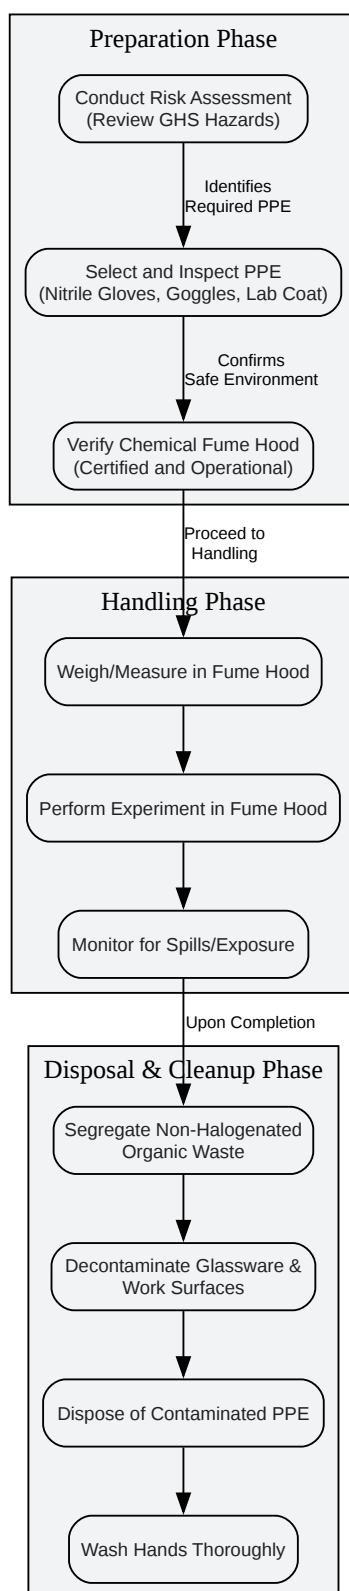 Preparation Phase
Conduct Risk Assessment
(Review GHS Hazards)
Identifies
Required PPE
Select and Inspect PPE
(Nitrile Gloves, Goggles, Lab Coat)
Confirms
Safe Environment
Verify Chemical Fume Hood
(Certified and Operational)
Proceed to
Handling
Handling Phase
Weigh/Measure in Fume Hood
Perform Experiment in Fume Hood
Monitor for Spills/Exposure
Upon Completion
Disposal & Cleanup Phase
Segregate Non-Halogenated
Organic Waste
Decontaminate Glassware &
Work Surfaces
Dispose of Contaminated PPE
Wash Hands Thoroughly